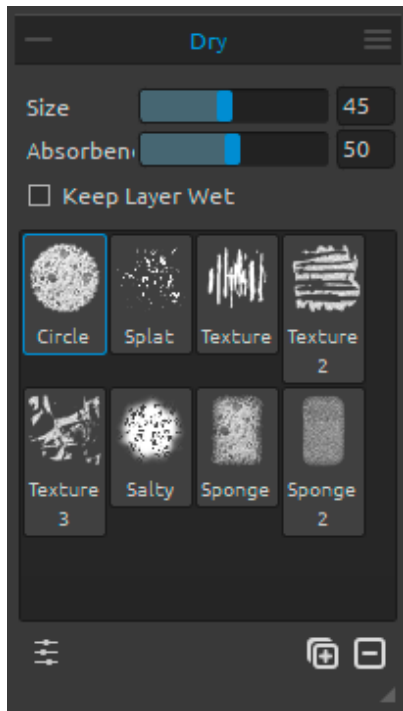 Dry
Size 45
Absorben 50
Keep Layer Wet
Circle Splat Texture Texture 2
Texture 3 Salty Sponge Sponge 2